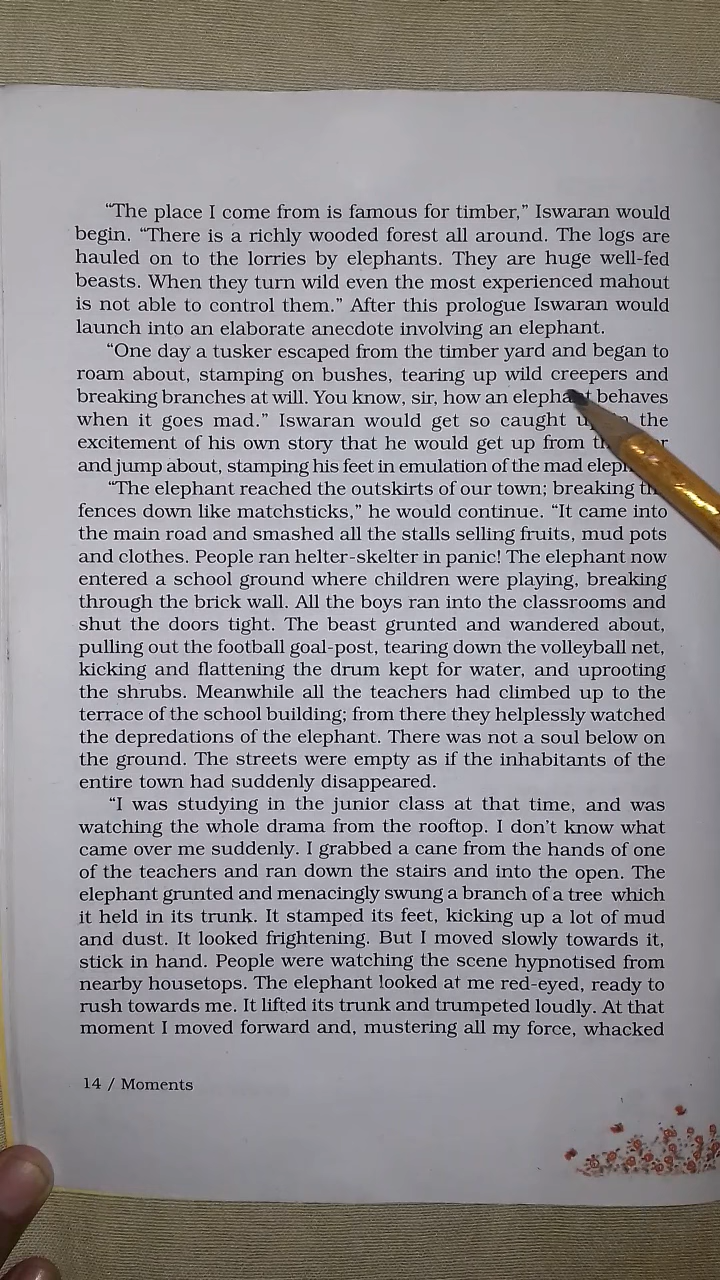 “The place I come from is famous for timber,” Iswaran would
begin. “There is a richly wooded forest all around. The logs are
hauled on to the lorries by elephants. They are huge well-fed
beasts. When they turn wild even the most experienced mahout
is not able to control them.” After this prologue Iswaran would
launch into an elaborate anecdote involving an elephant.
“One day a tusker escaped from the timber yard and began to
roam about, stamping on bushes, tearing up wild creepers and
breaking branches at will. You know, sir, how an elephant behaves
when it goes mad.” Iswaran would get so caught the
excitement of his own story that he would get up from
and jump about, stamping his feet in emulation of the mad
“The elephant reached the outskirts of our town; breaking
fences down like matchsticks,” he would continue. “It came into
the main road and smashed all the stalls selling fruits, mud pots
and clothes. People ran helter-skelter in panic! The elephant now
entered a school ground where children were playing, breaking
through the brick wall. All the boys ran into the classrooms and
shut the doors tight. The beast grunted and wandered about,
pulling out the football goal-post, tearing down the volleyball net,
kicking and flattening the drum kept for water, and uprooting
the shrubs. Meanwhile all the teachers had climbed up to the
terrace of the school building; from there they helplessly watched
the depredations of the elephant. There was not a soul below on
the ground. The streets were empty as if the inhabitants of the
entire town had suddenly disappeared.
“I was studying in the junior class at that time, and was
watching the whole drama from the rooftop. I don’t know what
came over me suddenly. I grabbed a cane from the hands of one
of the teachers and ran down the stairs and into the open. The
elephant grunted and menacingly swung a branch of a tree which
it held in its trunk. It stamped its feet, kicking up a lot of mud
and dust. It looked frightening. But I moved slowly towards it,
stick in hand. People were watching the scene hypnotised from
nearby housetops. The elephant looked at me red-eyed, ready to
rush towards me. It lifted its trunk and trumpeted loudly. At that
moment I moved forward and, mustering all my force, whacked
14 / Moments